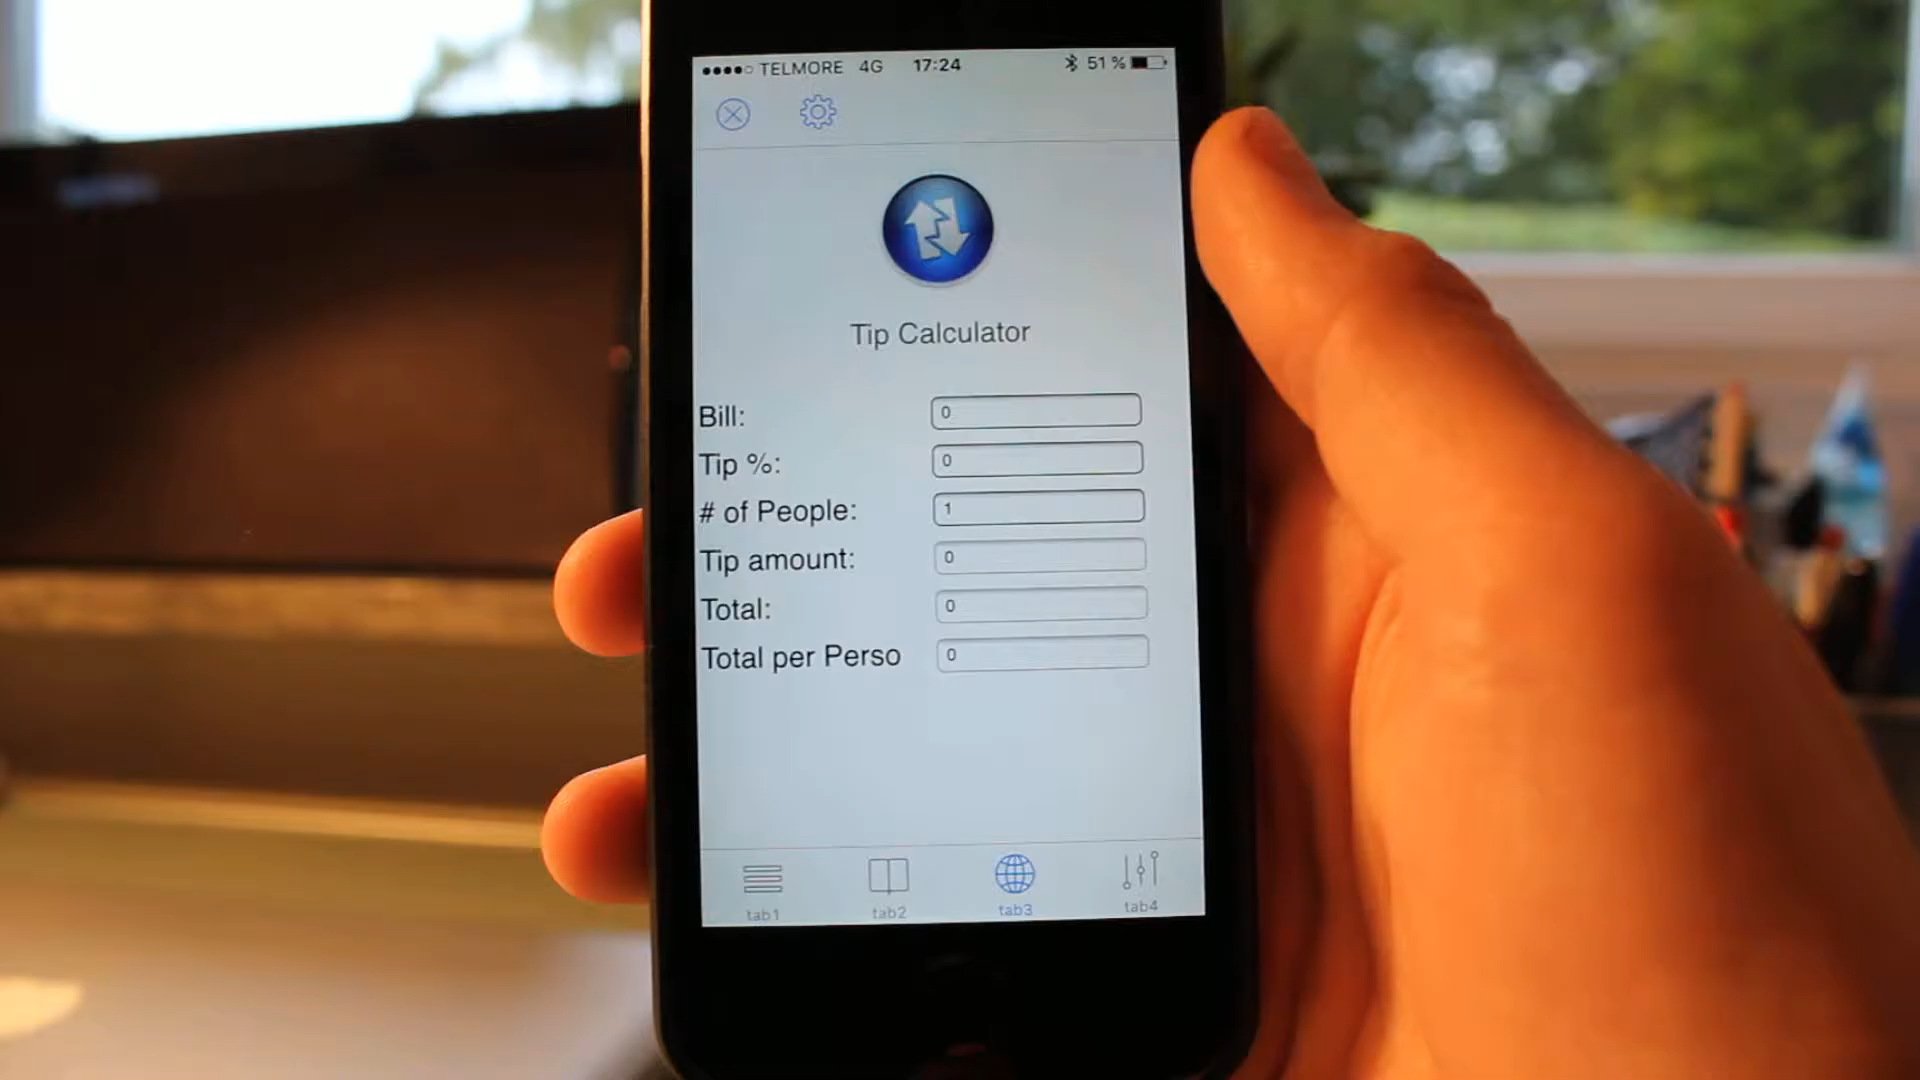 TELMORE 4G 17:24 51 %
Tip Calculator
Bill: 0
Tip %: 0
# of People: 1
Tip amount: 0
Total: 0
Total per Perso 0
tab1 tab2 tab3 tab4